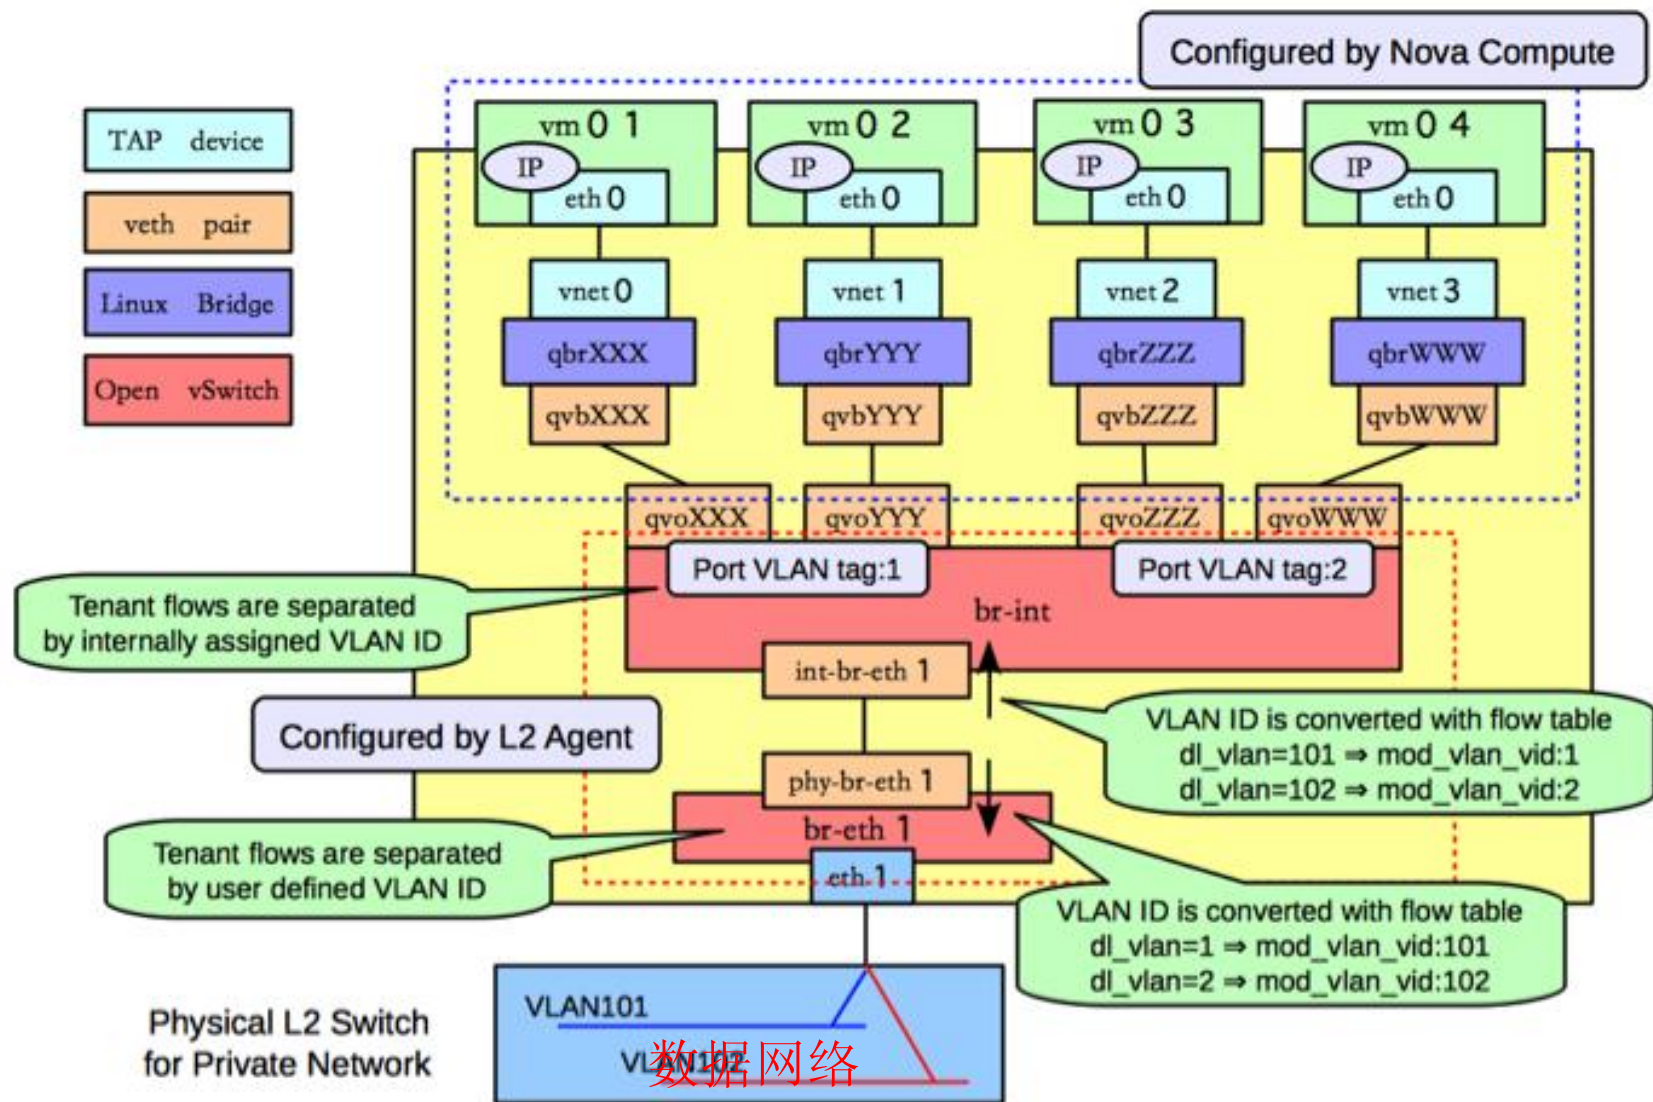 Configured by Nova Compute
TAP device
veth pair
Linux Bridge
Open vSwitch
vm01
vm02
vm03
vm04
IP
IP
IP
IP
eth0
eth0
eth0
eth0
vnet0
vnet1
vnet2
vnet3
qbrXXX
qbrYYY
qbrZZZ
qbrWWW
qvbXXX
qvbYYY
qvbZZZ
qvbWWW
qvoXXX
qvoYYY
qvoZZZ
qvoWWW
Port VLAN tag:1
Port VLAN tag:2
br-int
Tenant flows are separated
by internally assigned VLAN ID
int-br-eth1
Configured by L2 Agent
VLAN ID is converted with flow table
dl_vlan=101 ⇒ mod_vlan_vid:1
dl_vlan=102 ⇒ mod_vlan_vid:2
phy-br-eth1
br-eth1
eth1
Tenant flows are separated
by user defined VLAN ID
VLAN ID is converted with flow table
dl_vlan=1 ⇒ mod_vlan_vid:101
dl_vlan=2 ⇒ mod_vlan_vid:102
Physical L2 Switch
for Private Network
VLAN101
VLAN102
数据网络